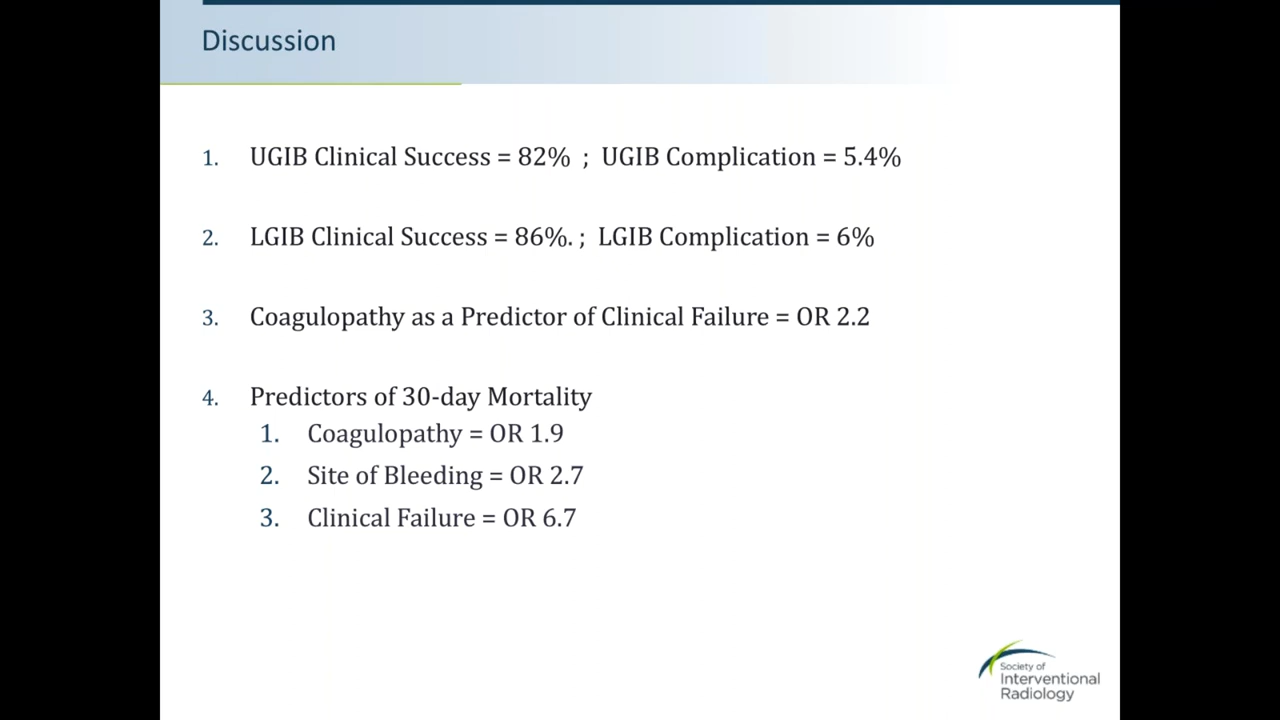 Discussion
1. UGIB Clinical Success = 82% ; UGIB Complication = 5.4%
2. LGIB Clinical Success = 86%. ; LGIB Complication = 6%
3. Coagulopathy as a Predictor of Clinical Failure = OR 2.2
4. Predictors of 30-day Mortality
1. Coagulopathy = OR 1.9
2. Site of Bleeding = OR 2.7
3. Clinical Failure = OR 6.7
Society of
Interventional
Radiology